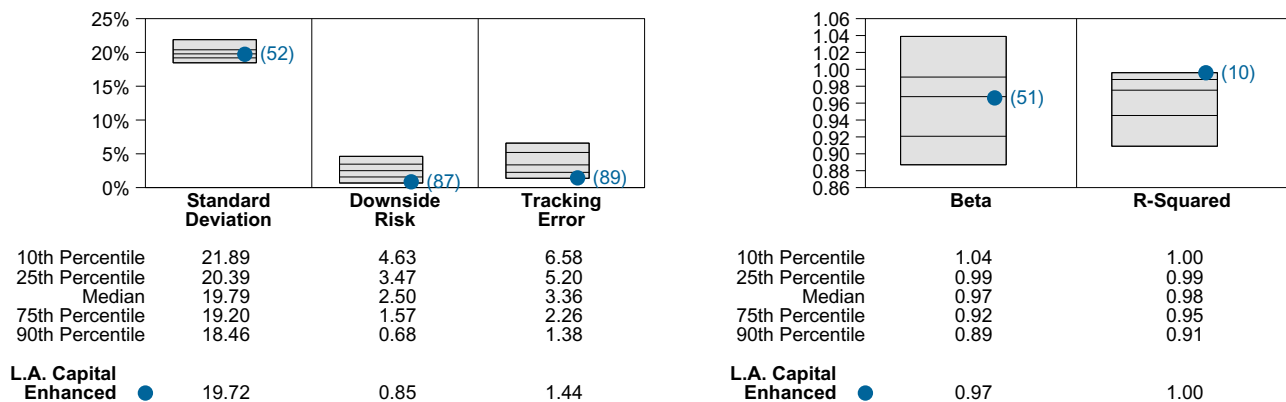 25%
20%
15%
10%
5%
0%
(52)
(87)
(89)
Standard Deviation
Downside Risk
Tracking Error
10th Percentile 21.89 4.63 6.58
25th Percentile 20.39 3.47 5.20
Median 19.79 2.50 3.36
75th Percentile 19.20 1.57 2.26
90th Percentile 18.46 0.68 1.38
L.A. Capital
Enhanced 19.72 0.85 1.44
1.06
1.04
1.02
1.00
0.98
0.96
0.94
0.92
0.90
0.88
0.86
(51)
(10)
Beta
R-Squared
10th Percentile 1.04 1.00
25th Percentile 0.99 0.99
Median 0.97 0.98
75th Percentile 0.92 0.95
90th Percentile 0.89 0.91
L.A. Capital
Enhanced 0.97 1.00